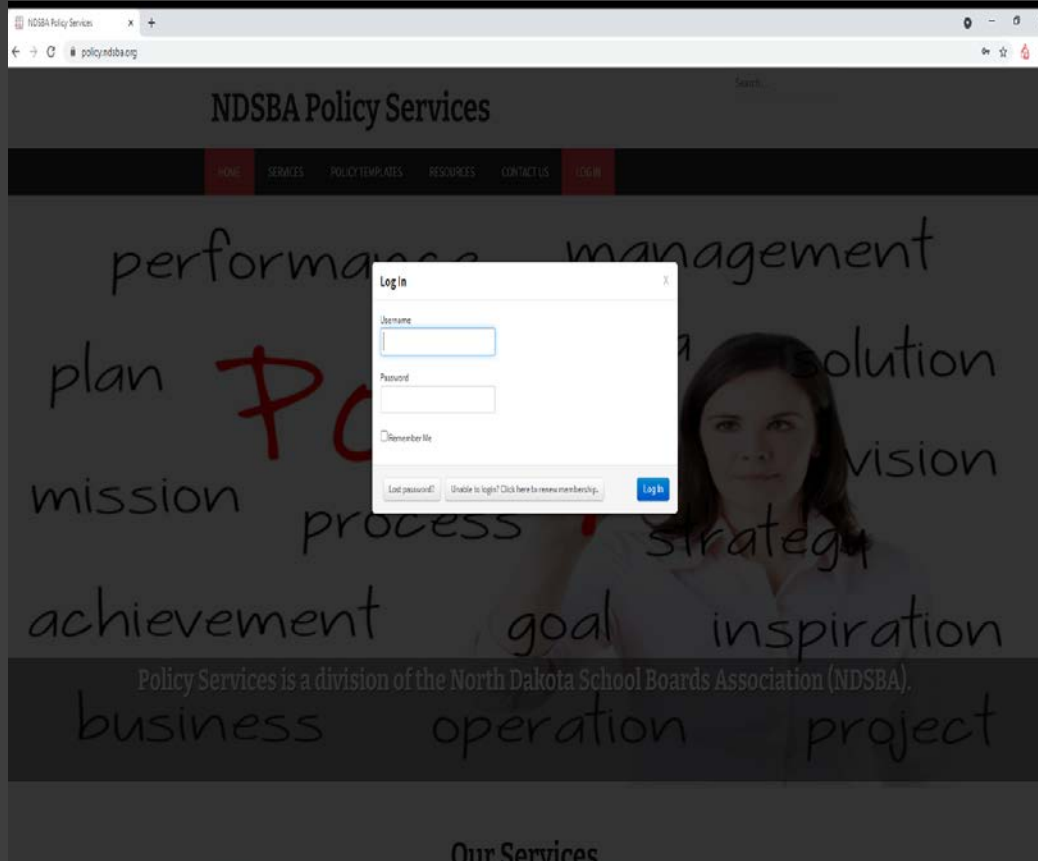 NDSBA Policy Services
policy.ndsba.org
NDSBA Policy Services
Search...
HOME SERVICES POLICY TEMPLATES RESOURCES CONTACT US LOG IN
management
Log In X
Username
plan
solution
Password
Remember Me
vision
Lost password? Unable to login? Click here to renew membership. Log In
mission
process
strategy
achievement goal inspiration
Policy Services is a division of the North Dakota School Boards Association (NDSBA).
business operation project
Our Services